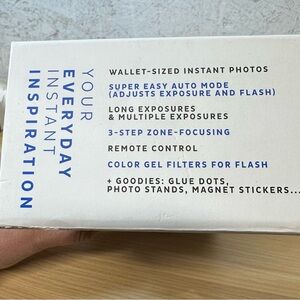 YOUR
EVERYDAY
INSTANT
INSPIRATION
WALLET-SIZED INSTANT PHOTOS
SUPER EASY AUTO MODE
(ADJUSTS EXPOSURE AND FLASH)
LONG EXPOSURES
& MULTIPLE EXPOSURES
3-STEP ZONE-FOCUSING
REMOTE CONTROL
COLOR GEL FILTERS FOR FLASH
+ GOODIES: GLUE DOTS,
PHOTO STANDS, MAGNET STICKERS...